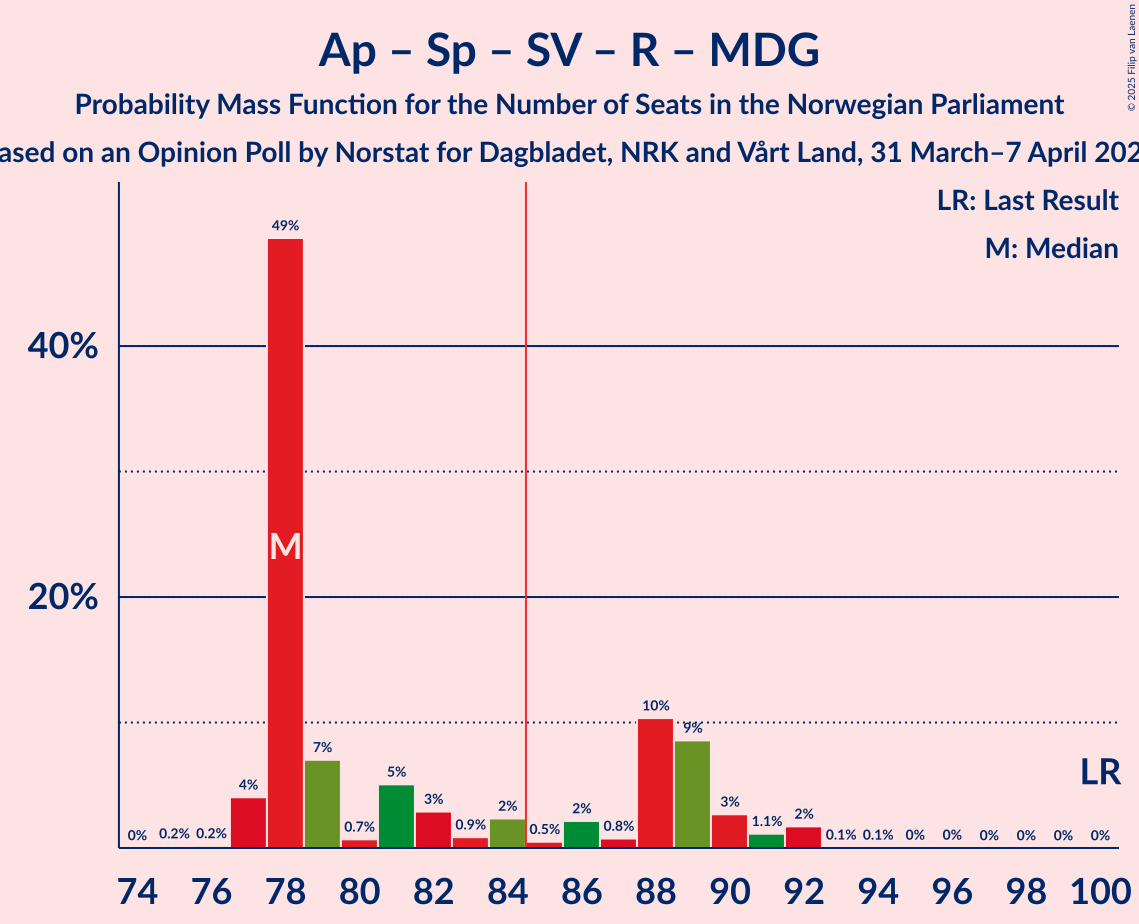 Ap – Sp – SV – R – MDG
Probability Mass Function for the Number of Seats in the Norwegian Parliament
ased on an Opinion Poll by Norstat for Dagbladet, NRK and Vårt Land, 31 March–7 April 202
© 2025 Filip van Laenen
LR: Last Result
M: Median
49%
40%
M
20%
10%
9%
LR
7%
5%
4%
3%
3%
2%
2%
2%
1.1%
0% 0.2% 0.2% 0.7% 0.9% 0.5% 0.8% 0.1% 0.1% 0% 0% 0% 0% 0% 0%
74 76 78 80 82 84 86 88 90 92 94 96 98 100